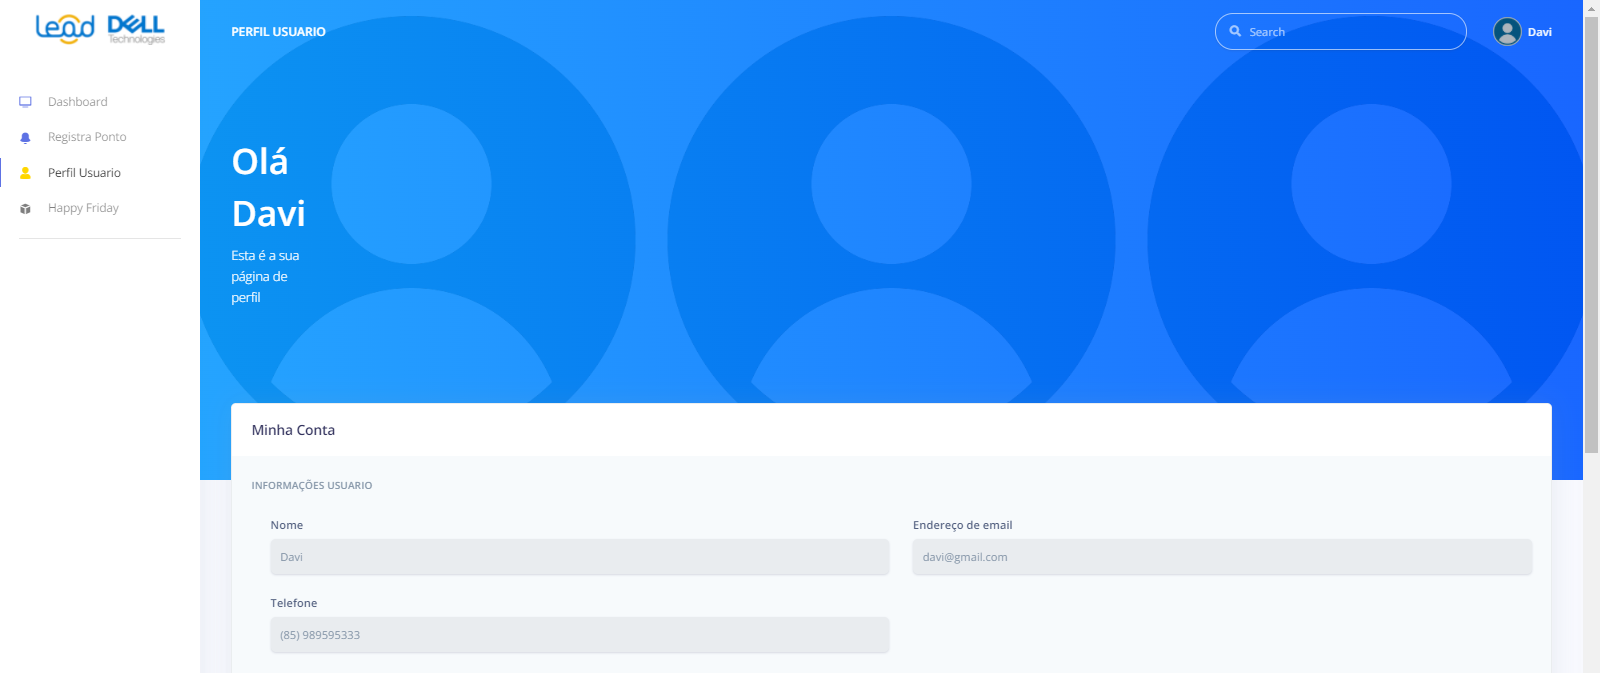 Lead DELL
Technologies
Dashboard
Registra Ponto
Perfil Usuario
Happy Friday
PERFIL USUARIO
Search
Davi
Olá
Davi
Esta é a sua
página de
perfil
Minha Conta
INFORMAÇÕES USUARIO
Nome
Davi
Endereço de email
davi@gmail.com
Telefone
(85) 989595333